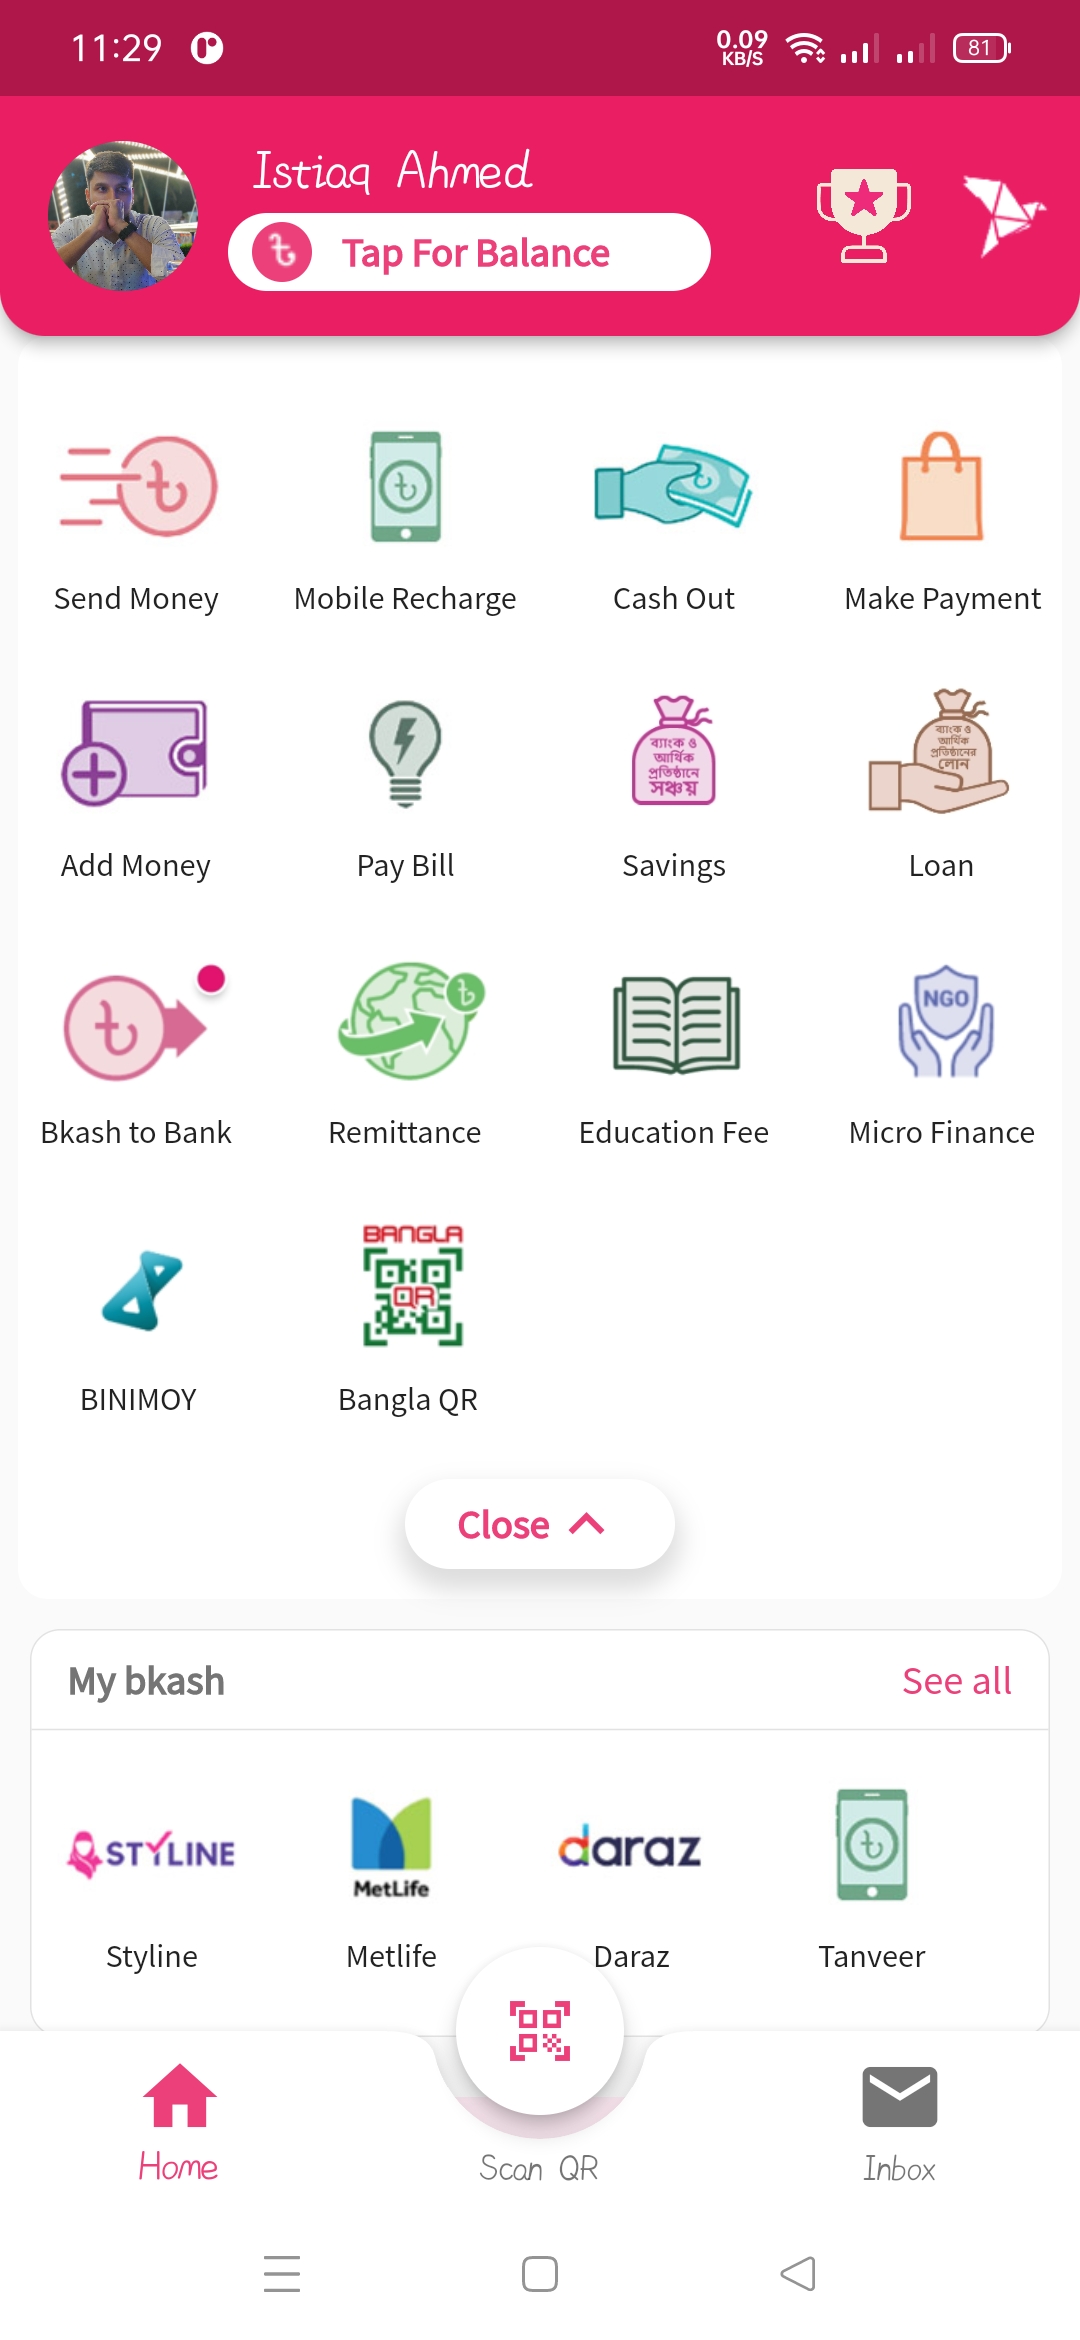 11:29
0.09
KB/S
81
Istiaq Ahmed
Tap For Balance
Send Money
Mobile Recharge
Cash Out
Make Payment
ব্যাংক ও
আর্থিক
প্রতিষ্ঠানে
সঞ্চয়
ব্যাংক ও
আর্থিক
প্রতিষ্ঠানের
লোন
Add Money
Pay Bill
Savings
Loan
NGO
Bkash to Bank
Remittance
Education Fee
Micro Finance
BANGLA
QR
BINIMOY
Bangla QR
Close
My bkash
See all
STYLINE
MetLife
daraz
Styline
Metlife
Daraz
Tanveer
Home
Scan QR
Inbox